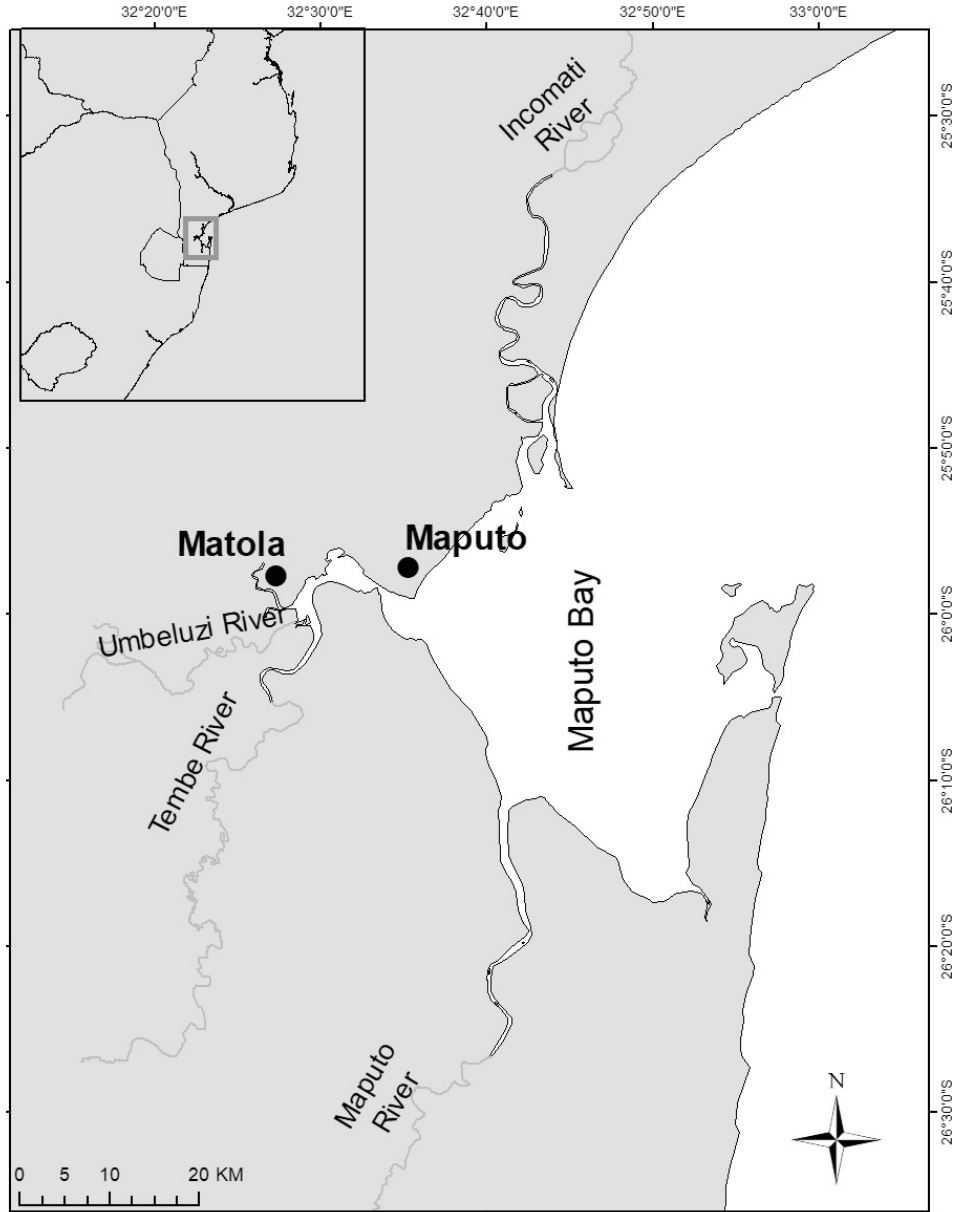 32°20'0"E 32°30'0"E 32°40'0"E 32°50'0"E 33°0'0"E
Incomati
River
25°30'0"S
25°40'0"S
25°50'0"S
Matola
Maputo
Umbeluzi River
Maputo Bay
26°0'0"S
Tembe River
26°10'0"S
26°20'0"S
Maputo
River
26°30'0"S
N
0 5 10 20 KM